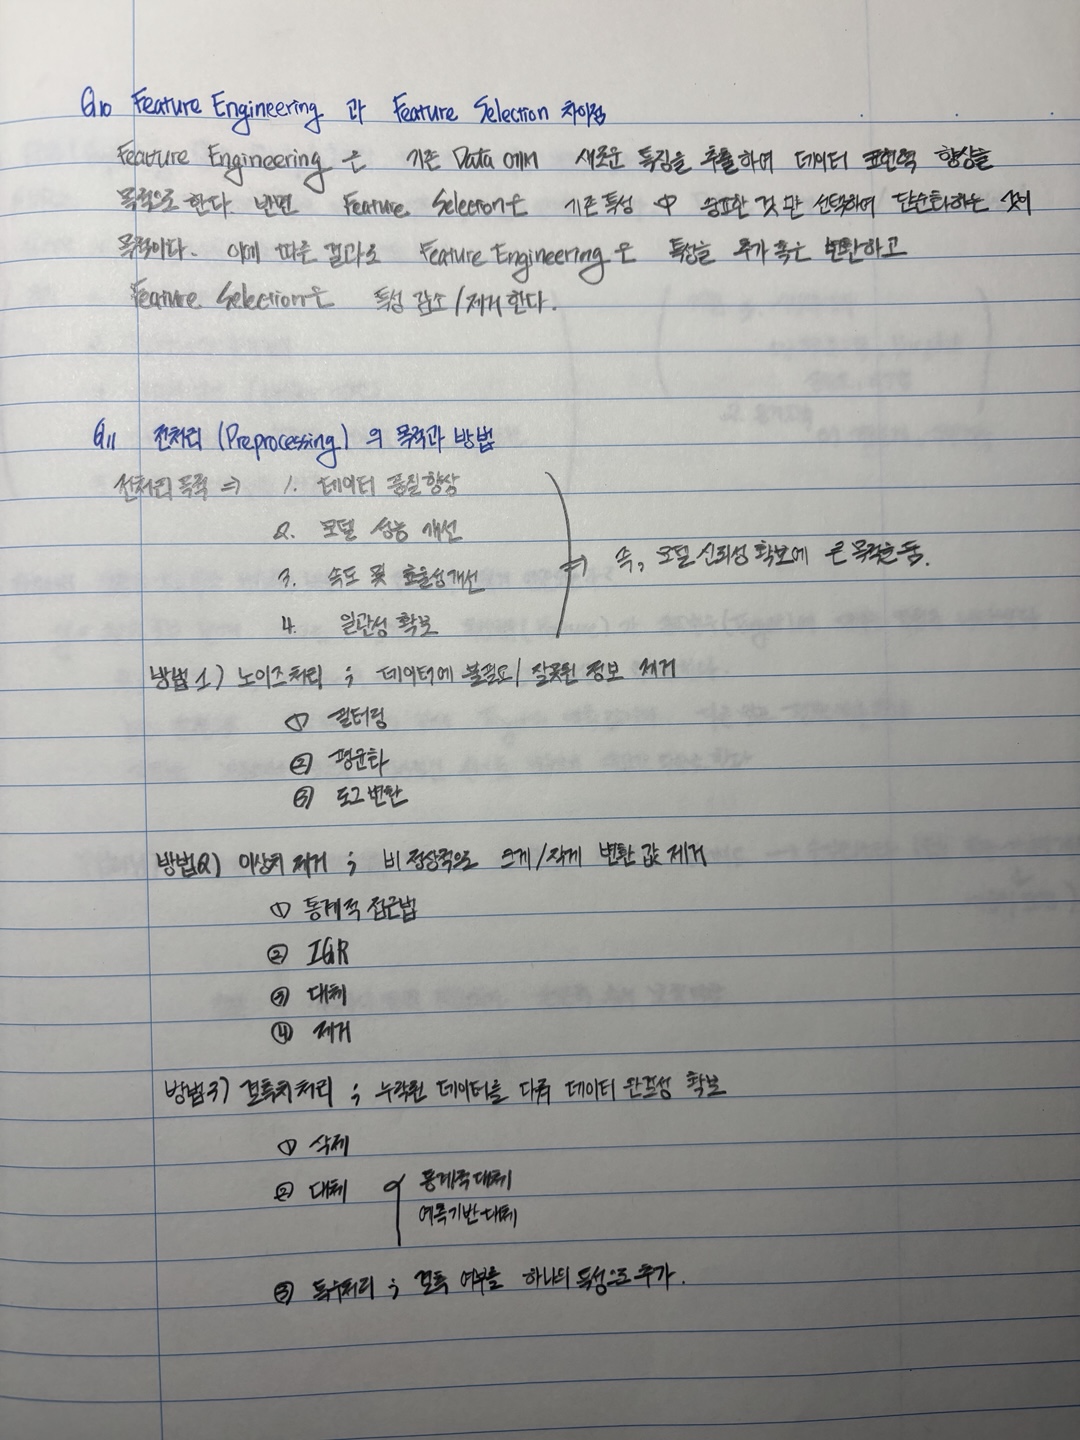 Q10 Feature Engineering 과 Feature Selection 차이점
Feature Engineering 은 기존 Data에서 새로운 특징을 추출하여 데이터 표현력 향상을
목적으로 한다 반면 Feature Selection은 기존 특성 中 중요한 것만 선택하여 단순화하는 것이
목적이다. 이에 따른 결과로 Feature Engineering은 특성을 추가 혹은 변환하고
Feature Selection은 특성 감소/제거한다.
Q11 전처리 (Preprocessing) 의 목적과 방법
전처리 목적 ⇒ 1. 데이터 품질 향상
2. 모델 성능 개선
3. 속도 및 효율성 개선
⇒ 즉, 모델 신뢰성 확보에 큰 목적을 둠.
4. 일관성 확보
방법 1) 노이즈 처리 ; 데이터에 불필요/잘못된 정보 제거
① 필터링
② 평균화
③ 로그변환
방법2) 이상치 제거 ; 비 정상적으로 크게/작게 변환 값 제거
① 통계적 접근법
② IQR
③ 대체
④ 제거
방법3) 결측치 처리 ; 누락된 데이터를 다뤄 데이터 완결성 확보
① 삭제
② 대체 통계적 대체
예측기반 대체
③ 특수처리 ; 결측 여부를 하나의 특성으로 추가.